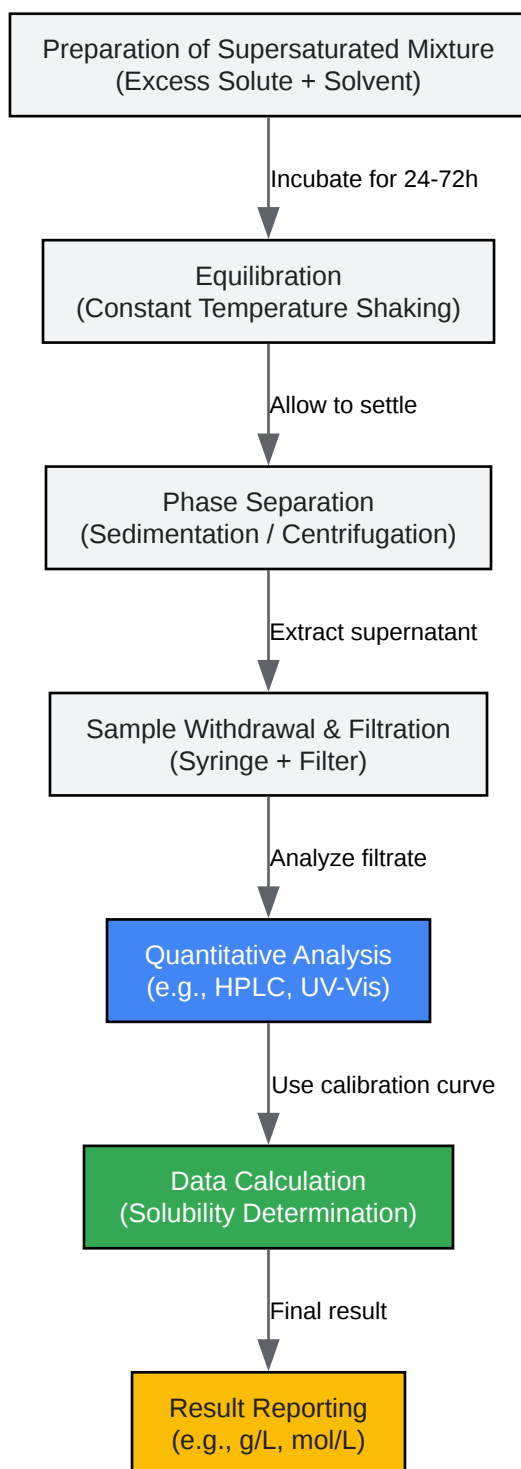 Preparation of Supersaturated Mixture
(Excess Solute + Solvent)
Incubate for 24-72h
Equilibration
(Constant Temperature Shaking)
Allow to settle
Phase Separation
(Sedimentation / Centrifugation)
Extract supernatant
Sample Withdrawal & Filtration
(Syringe + Filter)
Analyze filtrate
Quantitative Analysis
(e.g., HPLC, UV-Vis)
Use calibration curve
Data Calculation
(Solubility Determination)
Final result
Result Reporting
(e.g., g/L, mol/L)